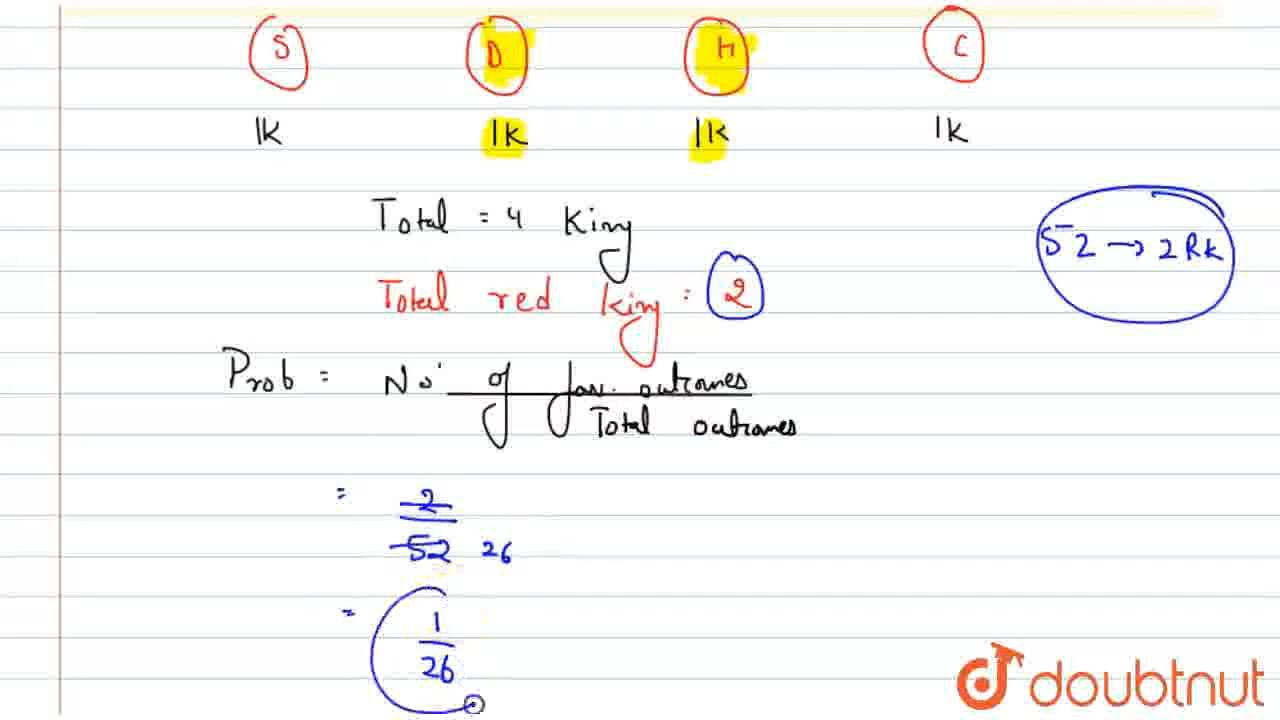 S D H C
1K 1K 1K 1K
Total = 4 King
52 → 2 RK
Total red King = 2
Prob = No. of fav. outcomes
Total outcomes
= 2
52 26
= 1
26
doubtnut